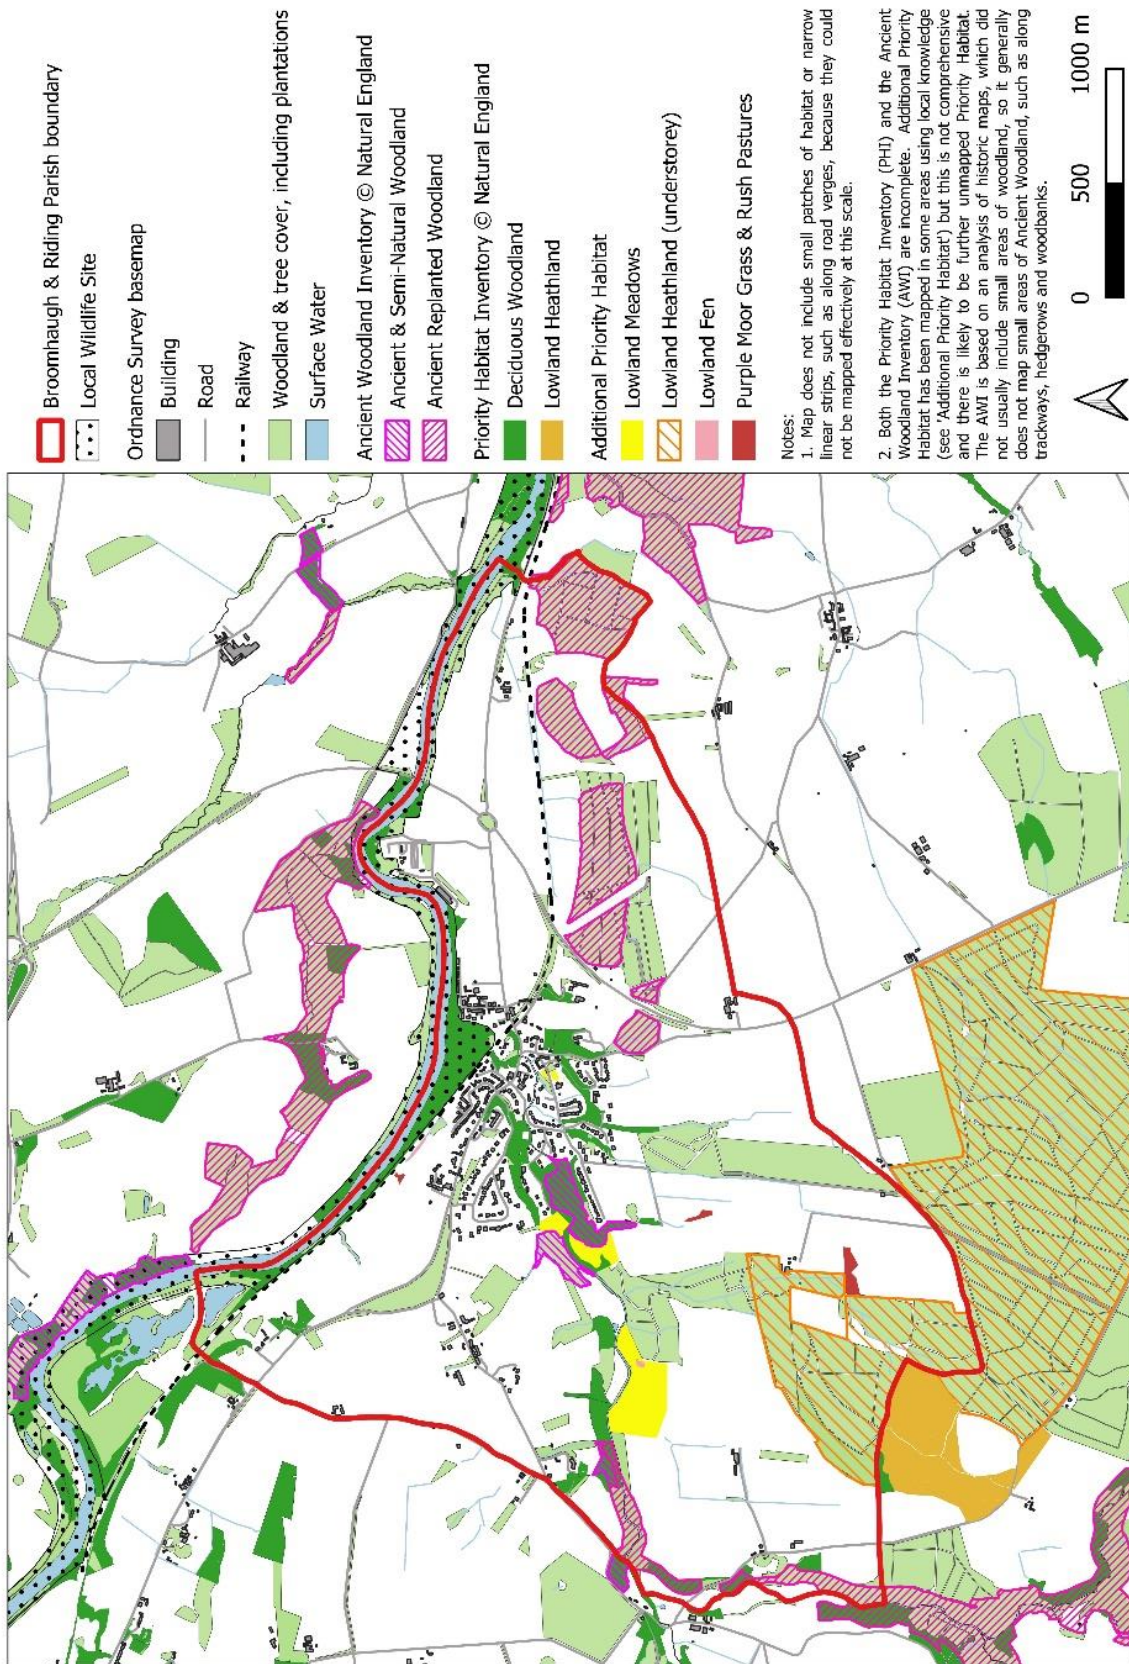 Broomhaugh & Riding Parish boundary
Local Wildlife Site
Ordnance Survey basemap
Building
Road
Railway
Woodland & tree cover, including plantations
Surface Water
Ancient Woodland Inventory © Natural England
Ancient & Semi-Natural Woodland
Ancient Replanted Woodland
Priority Habitat Inventory © Natural England
Deciduous Woodland
Lowland Heathland
Additional Priority Habitat
Lowland Meadows
Lowland Heathland (understorey)
Lowland Fen
Purple Moor Grass & Rush Pastures
Notes:
1. Map does not include small patches of habitat or narrow
linear strips, such as along road verges, because they could
not be mapped effectively at this scale.
2. Both the Priority Habitat Inventory (PHI) and the Ancient
Woodland Inventory (AWI) are incomplete. Additional Priority
Habitat has been mapped in some areas using local knowledge
(see 'Additional Priority Habitat') but this is not comprehensive
and there is likely to be further unmapped Priority Habitat.
The AWI is based on an analysis of historic maps, which did
not usually include small areas of woodland, so it generally
does not map small areas of Ancient Woodland, such as along
trackways, hedgerows and woodbanks.
0 500 1000 m